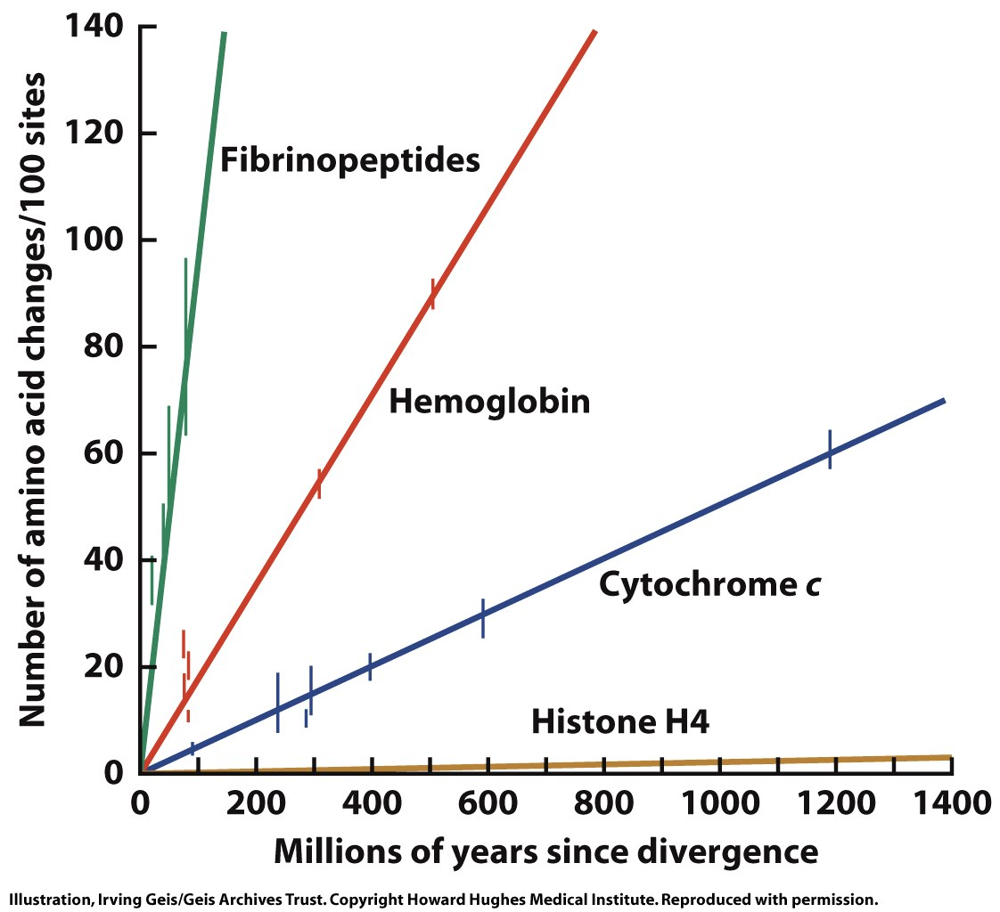 140
120
100
80
60
40
20
0
Number of amino acid changes/100 sites
Fibrinopeptides
Hemoglobin
Cytochrome c
Histone H4
0 200 400 600 800 1000 1200 1400
Millions of years since divergence
Illustration, Irving Geis/Geis Archives Trust. Copyright Howard Hughes Medical Institute. Reproduced with permission.